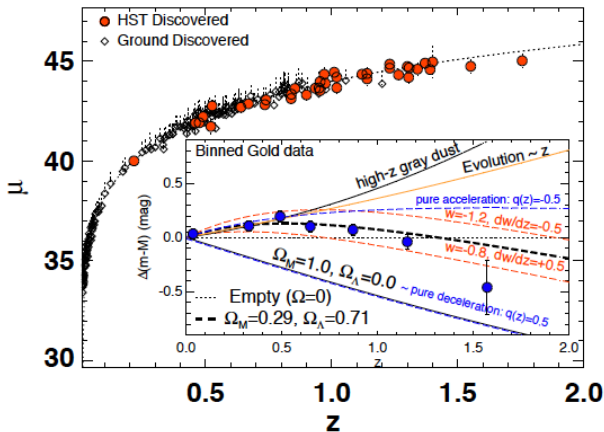 HST Discovered
Ground Discovered
45
40
35
30
μ
Binned Gold data
high-z gray dust
Evolution ~ z
pure acceleration: q(z)=-0.5
w=-1.2, dw/dz=-0.5
w=-0.8, dw/dz=+0.5
Ω_M=1.0, Ω_Λ=0.0
~ pure deceleration: q(z)=0.5
Empty (Ω=0)
Ω_M=0.29, Ω_Λ=0.71
Δ(m-M) (mag)
0.5
0.0
-0.5
0.0 0.5 1.0 1.5 2.0
z
0.5 1.0 1.5 2.0
z